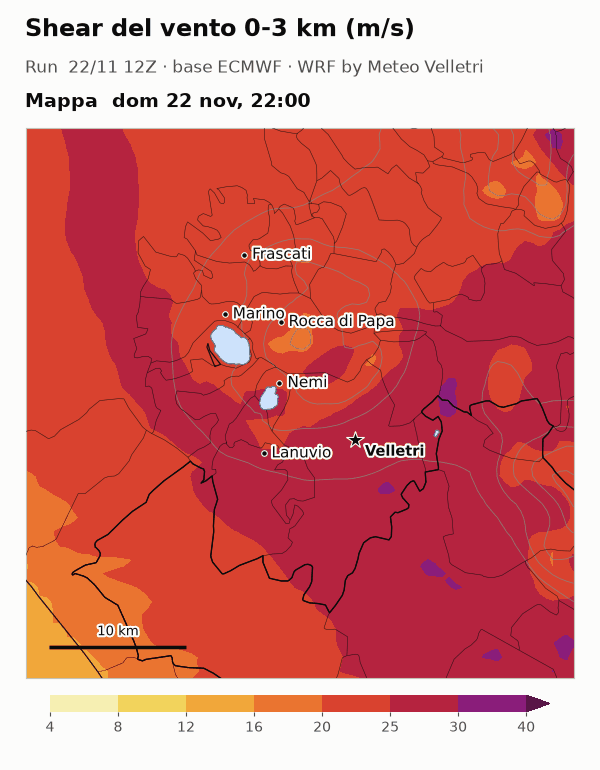 Shear del vento 0-3 km (m/s)
Run  22/11 12Z · base ECMWF · WRF by Meteo Velletri
Mappa  dom 22 nov, 22:00
Frascati
Marino
Rocca di Papa
Nemi
Velletri
Lanuvio
10 km
4 8 12 16 20 25 30 40